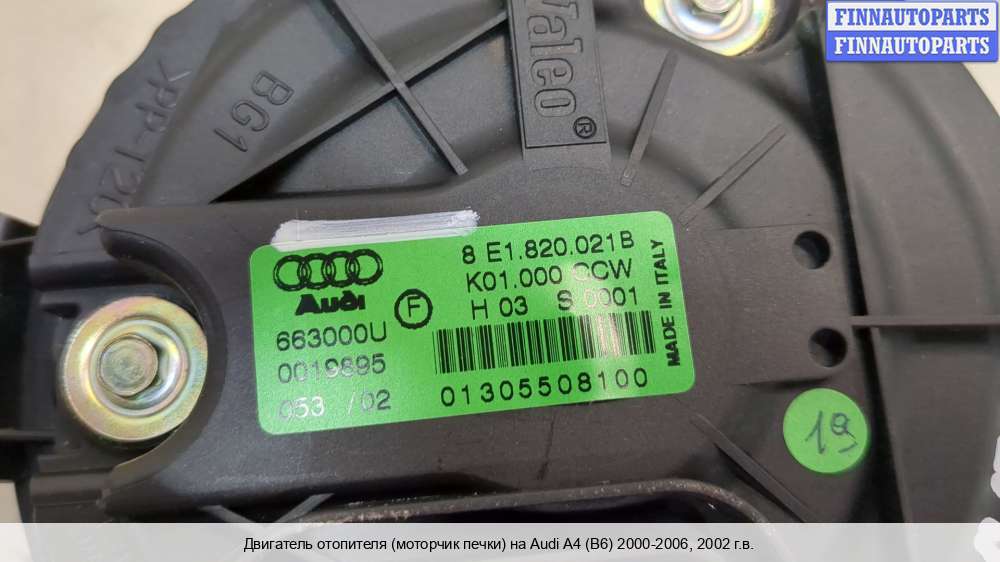 FINNAUTOPARTS
FINNAUTOPARTS
Valeo
®
BG1
8 E1.820.021B
K01.000 CCW
H 03 S 0001
Audi
F
663000U
0019895
053 /02
01305508100
MADE IN ITALY
19
Двигатель отопителя (моторчик печки) на Audi A4 (B6) 2000-2006, 2002 г.в.